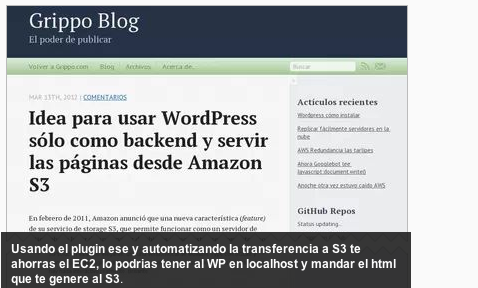 Grippo Blog
El poder de publicar
Volver a Grippo.com Blog Archivos Acerca de...
Buscar
MAR 13TH, 2012 | COMENTARIOS
Idea para usar WordPress
sólo como backend y servir
las páginas desde Amazon
S3
En febrero de 2011, Amazon anunció que una nueva característica (feature)
de su servicio de storage S3, que permite funcionar como un servidor de
Artículos recientes
Wordpress cómo instalar
Replicar fácilmente servidores en la
nube
AWS Redundancia las tarlipes
Ahora Googlebot lee
javascript document.write()
Anoche otra vez estuvo caído AWS
GitHub Repos
Status updating...
Usando el plugin ese y automatizando la transferencia a S3 te
ahorras el EC2, lo podrias tener al WP en localhost y mandar el html
que te genere al S3.